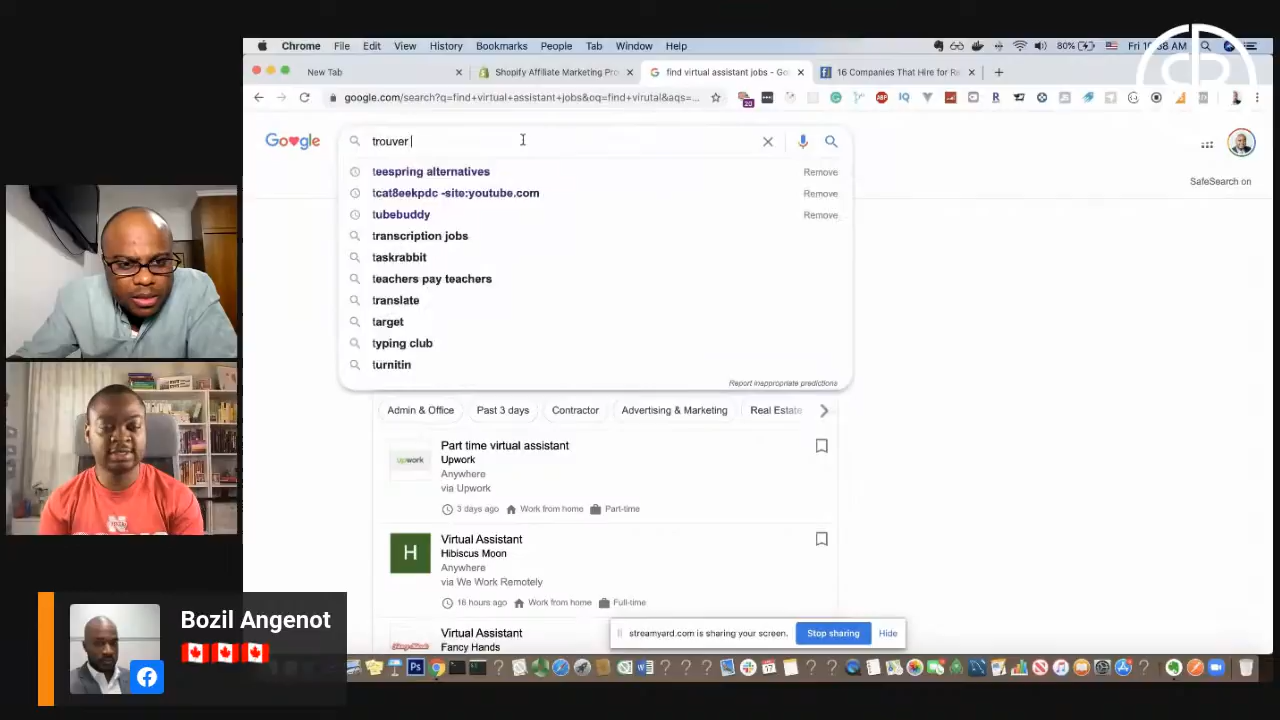 Chrome File Edit View History Bookmarks People Tab Window Help
80%
New Tab
Shopify Affiliate Marketing Pro
find virtual assistant jobs - Go
16 Companies That Hire for Re
google.com/search?q=find+virtual+assistant+jobs&oq=find+virutal&aqs=...
Google
trouver
SafeSearch on
teespring alternatives Remove
tcat8eekpdc -site:youtube.com Remove
tubebuddy Remove
transcription jobs
taskrabbit
teachers pay teachers
translate
target
typing club
turnitin
Report inappropriate predictions
Admin & Office Past 3 days Contractor Advertising & Marketing Real Estate
Part time virtual assistant
Upwork
Anywhere
via Upwork
3 days ago Work from home Part-time
H
Virtual Assistant
Hibiscus Moon
Anywhere
via We Work Remotely
16 hours ago Work from home Full-time
Virtual Assistant
Fancy Hands
streamyard.com is sharing your screen. Stop sharing Hide
Bozil Angenot